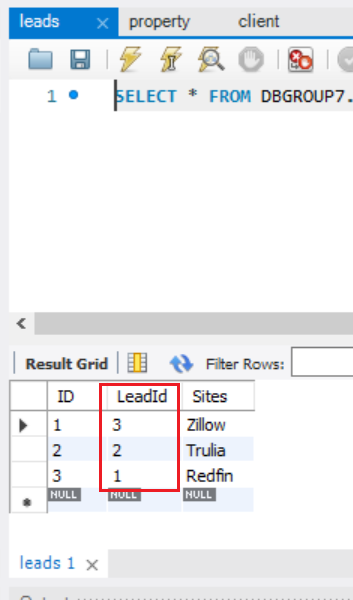 leads × property client
1 SELECT * FROM DBGROUP7.
Result Grid Filter Rows:
ID LeadId Sites
1 3 Zillow
2 2 Trulia
3 1 Redfin
NULL NULL NULL
leads 1 ×